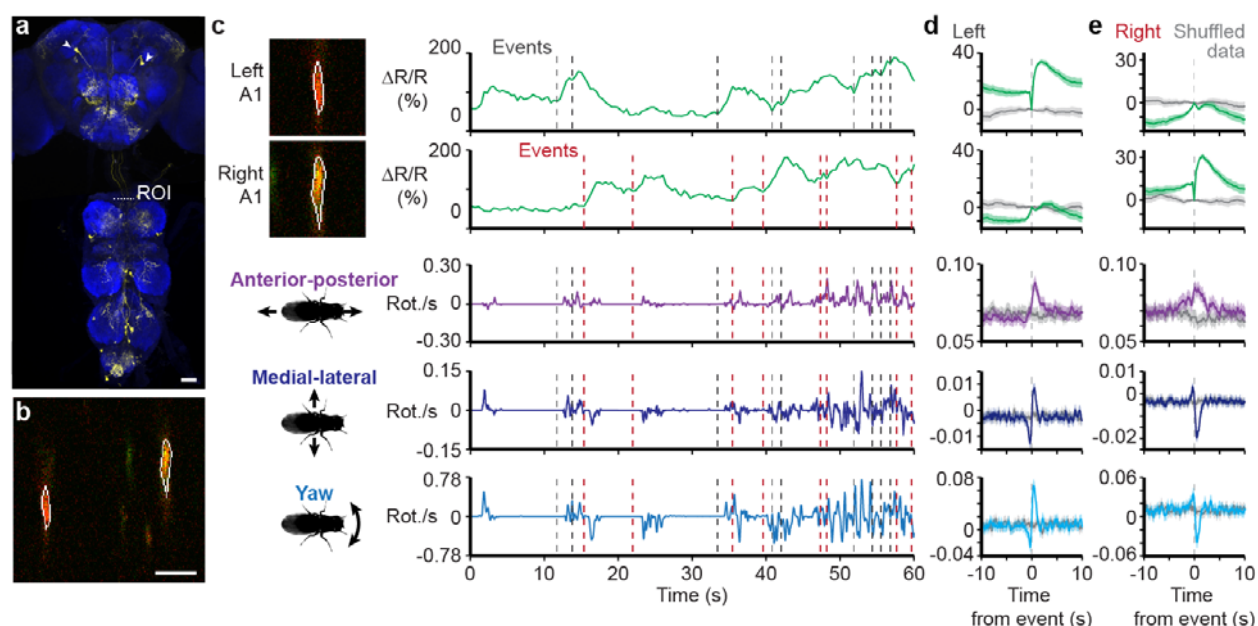 a
ROI
b
c
Left
A1
Right
A1
Events
ΔR/R
(%)
200
0
Events
ΔR/R
(%)
200
0
Anterior-posterior
Rot./s
0.30
0
-0.30
Medial-lateral
Rot./s
0.15
0
-0.15
Yaw
Rot./s
0.78
0
-0.78
0 10 20 30 40 50 60
Time (s)
d
Left
40
0
40
0
0.10
0.05
0.01
0
-0.01
0.08
0
-0.04
-10 0 10
Time
from event (s)
e
Right
Shuffled
data
30
0
30
0
0.10
0.05
0.01
0
-0.02
0.06
0
-0.06
-10 0 10
Time
from event (s)